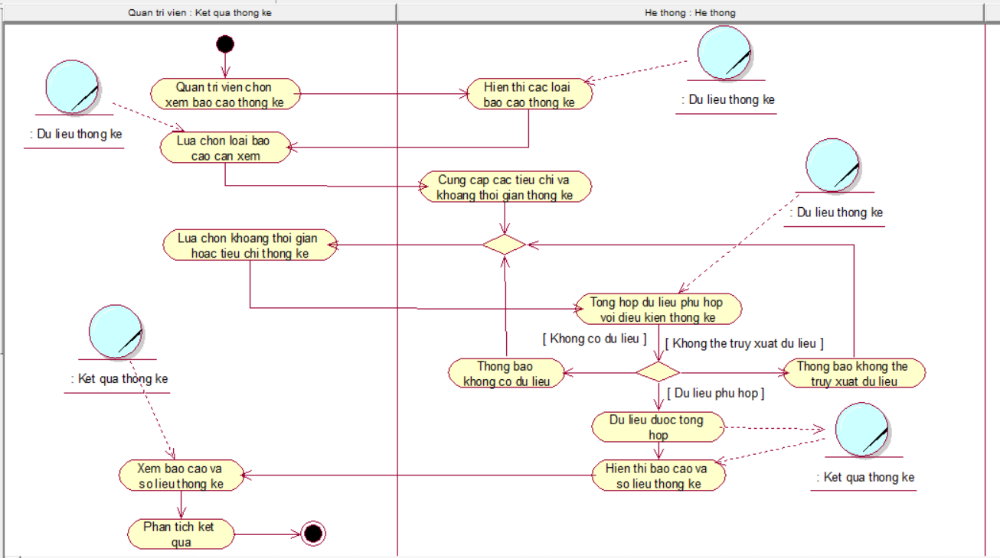 Quan tri vien : Ket qua thong ke
He thong : He thong
Quan tri vien chon
xem bao cao thong ke
Hien thi cac loai
bao cao thong ke
: Du lieu thong ke
: Du lieu thong ke
Lua chon loai bao
cao can xem
Cung cap cac tieu chi va
khoang thoi gian thong ke
: Du lieu thong ke
Lua chon khoang thoi gian
hoac tieu chi thong ke
Tong hop du lieu phu hop
voi dieu kien thong ke
[ Khong co du lieu ]
[ Khong the truy xuat du lieu ]
Thong bao
khong co du lieu
Thong bao khong the
truy xuat du lieu
: Ket qua thong ke
[ Du lieu phu hop ]
Du lieu duoc tong
hop
Xem bao cao va
so lieu thong ke
Hien thi bao cao va
so lieu thong ke
: Ket qua thong ke
Phan tich ket
qua